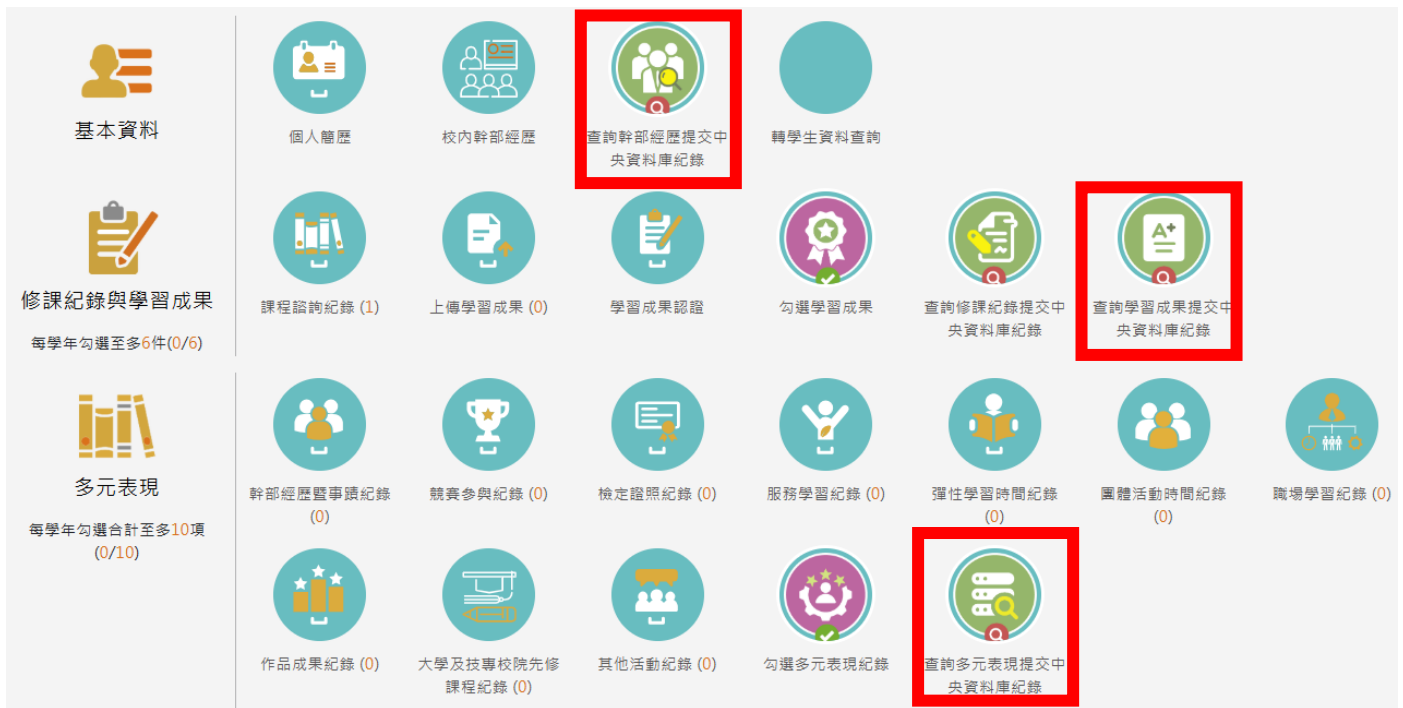 基本資料
個人簡歷
校內幹部經歷
查詢幹部經歷提交中
央資料庫紀錄
轉學生資料查詢
修課紀錄與學習成果
每學年勾選至多6件(0/6)
課程諮詢紀錄 (1)
上傳學習成果 (0)
學習成果認證
勾選學習成果
查詢修課紀錄提交中
央資料庫紀錄
A+
查詢學習成果提交中
央資料庫紀錄
多元表現
每學年勾選合計至多10項
(0/10)
幹部經歷暨事蹟紀錄
(0)
競賽參與紀錄 (0)
檢定證照紀錄 (0)
服務學習紀錄 (0)
彈性學習時間紀錄
(0)
團體活動時間紀錄
(0)
職場學習紀錄 (0)
作品成果紀錄 (0)
大學及技專校院先修
課程紀錄 (0)
其他活動紀錄 (0)
勾選多元表現紀錄
查詢多元表現提交中
央資料庫紀錄